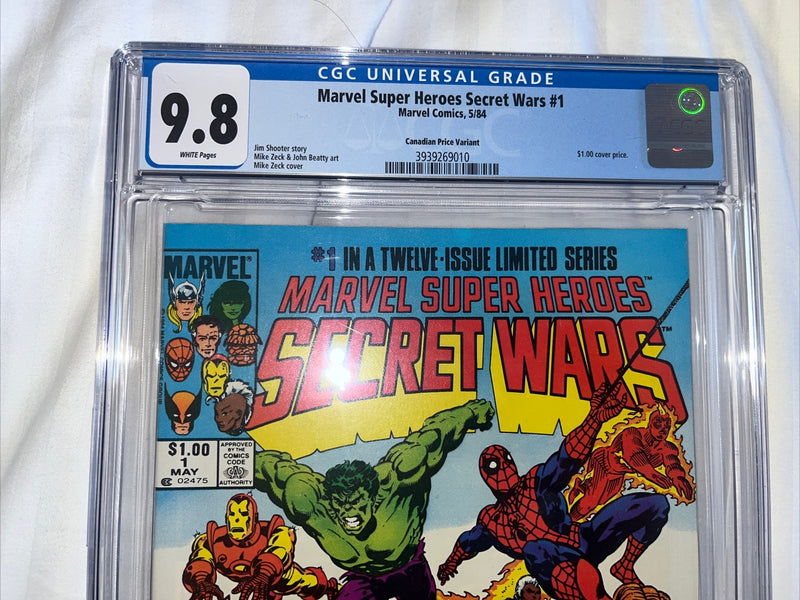 CGC UNIVERSAL GRADE
9.8
WHITE Pages
Marvel Super Heroes Secret Wars #1
Marvel Comics, 5/84
Canadian Price Variant
3939269010
Jim Shooter story
Mike Zeck & John Beatty art
Mike Zeck cover
$1.00 cover price.
#1 IN A TWELVE-ISSUE LIMITED SERIES
MARVEL®
MARVEL SUPER HEROES™
SECRET WARS™
$1.00
1
MAY
CC 02475
APPROVED
BY THE
COMICS
CODE
AUTHORITY